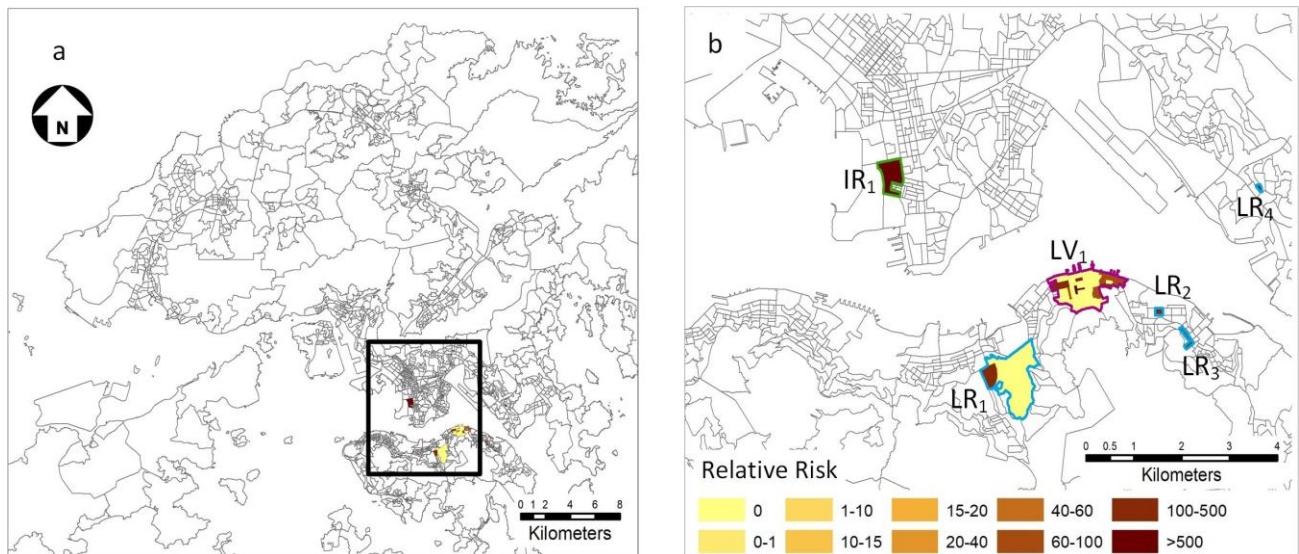 a
N
0 1 2 4 6 8
Kilometers
b
IR₁
LR₄
LV₁
LR₂
LR₃
LR₁
0 0.5 1 2 3 4
Kilometers
Relative Risk
0 1-10 15-20 40-60 100-500
0-1 10-15 20-40 60-100 >500